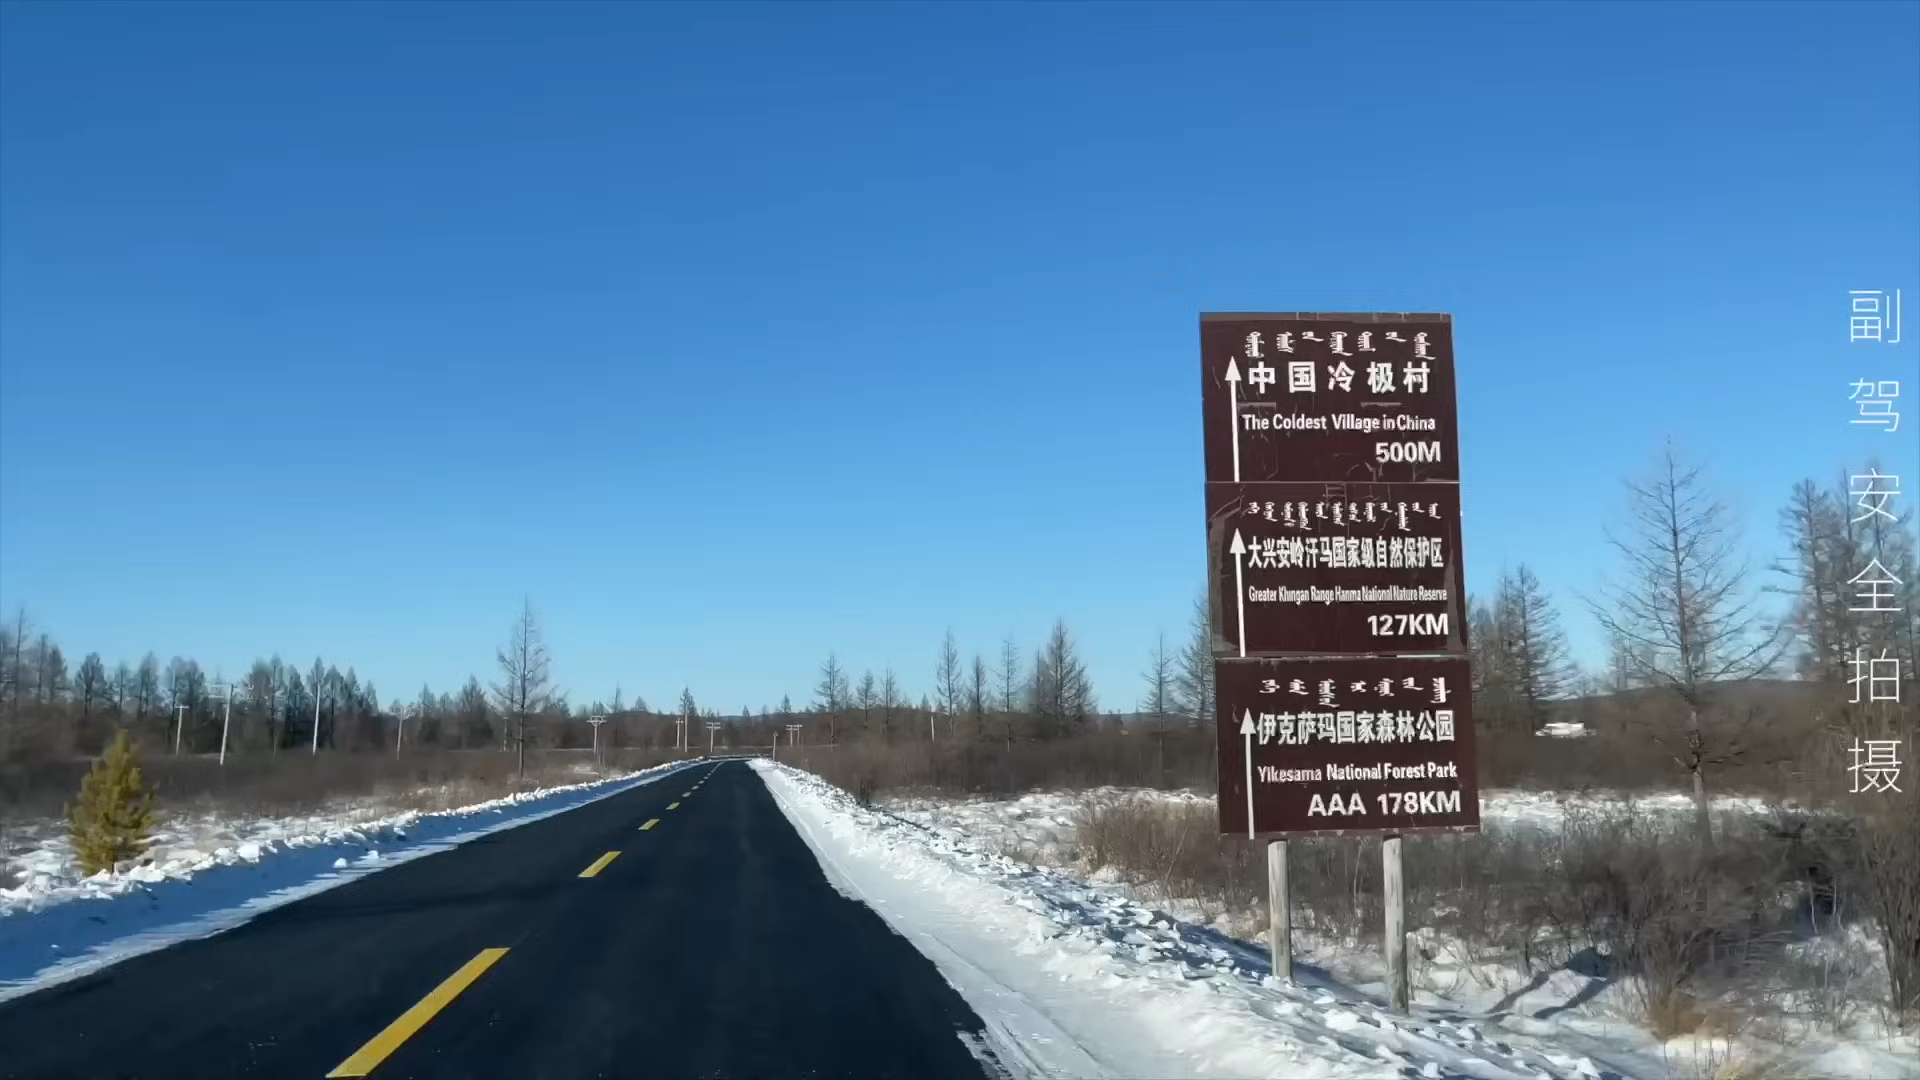 中国冷极村
The Coldest Village in China
500M
大兴安岭汗马国家级自然保护区
Greater Khingan Range Hanma National Nature Reserve
127KM
伊克萨玛国家森林公园
Yikesama National Forest Park
AAA 178KM
副驾安全拍摄